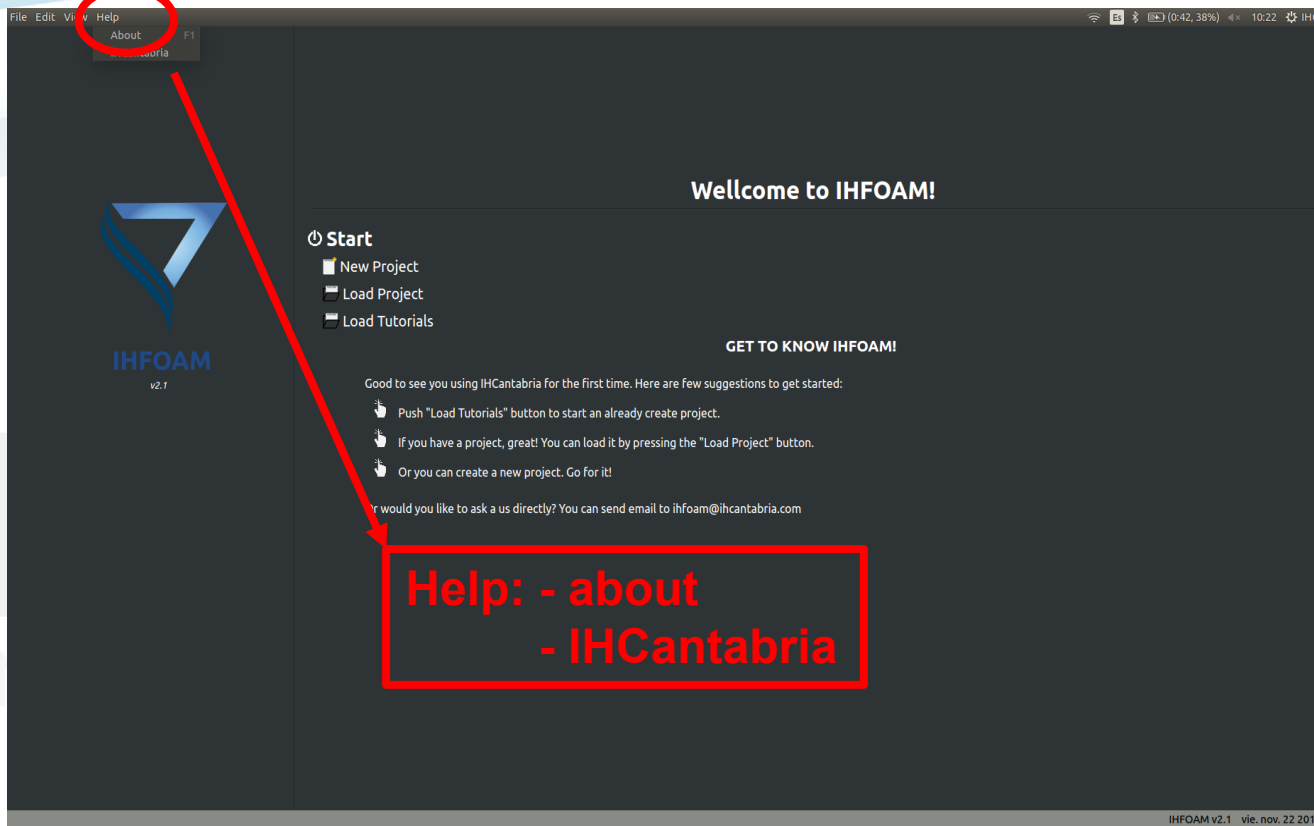 File Edit View Help
Es (0:42, 38%) 10:22
About F1
Wellcome to IHFOAM!
Start
New Project
Load Project
Load Tutorials
IHFOAM
v2.1
GET TO KNOW IHFOAM!
Good to see you using IHCantabria for the first time. Here are few suggestions to get started:
Push "Load Tutorials" button to start an already create project.
If you have a project, great! You can load it by pressing the "Load Project" button.
Or you can create a new project. Go for it!
Or would you like to ask a us directly? You can send email to ihfoam@ihcantabria.com
Help: - about
- IHCantabria
IHFOAM v2.1 vie. nov. 22